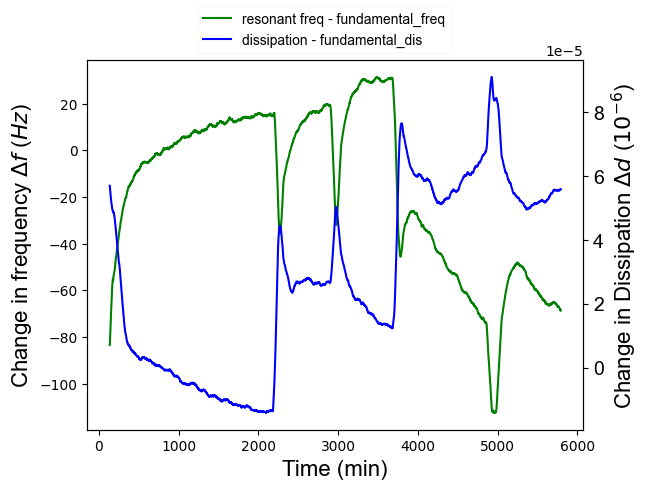 resonant freq - fundamental_freq
dissipation - fundamental_dis
1e−5
20
0
−20
−40
−60
−80
−100
8
6
4
2
0
Change in frequency Δf (Hz)
Change in Dissipation Δd (10⁻⁶)
0 1000 2000 3000 4000 5000 6000
Time (min)